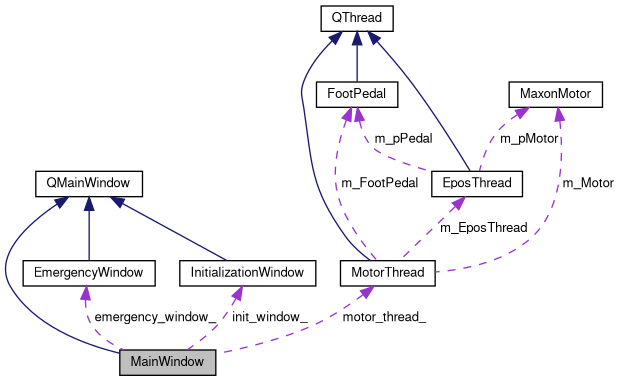 QThread
FootPedal
MaxonMotor
m_pPedal
m_pMotor
QMainWindow
m_FootPedal
EposThread
m_Motor
m_EposThread
EmergencyWindow
InitializationWindow
MotorThread
emergency_window_
init_window_
motor_thread_
MainWindow